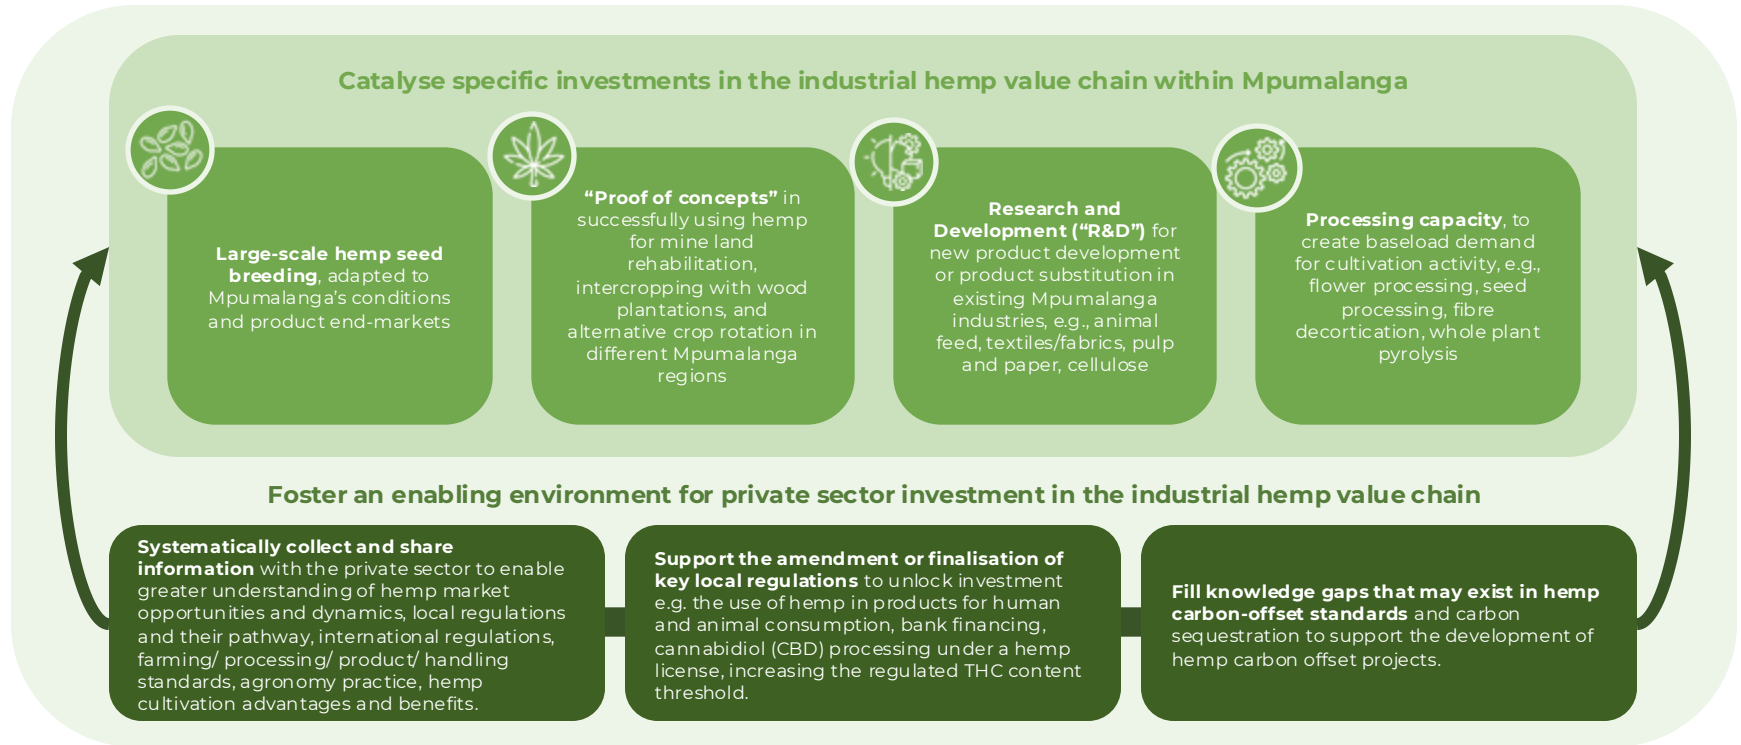 Catalyse specific investments in the industrial hemp value chain within Mpumalanga
Large-scale hemp seed
breeding, adapted to
Mpumalanga's conditions
and product end-markets
“Proof of concepts” in
successfully using hemp
for mine land
rehabilitation,
intercropping with wood
plantations, and
alternative crop rotation in
different Mpumalanga
regions
Research and
Development (“R&D”) for
new product development
or product substitution in
existing Mpumalanga
industries, e.g., animal
feed, textiles/fabrics, pulp
and paper, cellulose
Processing capacity, to
create baseload demand
for cultivation activity, e.g.,
flower processing, seed
processing, fibre
decortication, whole plant
pyrolysis
Foster an enabling environment for private sector investment in the industrial hemp value chain
Systematically collect and share
information with the private sector to enable
greater understanding of hemp market
opportunities and dynamics, local regulations
and their pathway, international regulations,
farming/ processing/ product/ handling
standards, agronomy practice, hemp
cultivation advantages and benefits.
Support the amendment or finalisation of
key local regulations to unlock investment
e.g. the use of hemp in products for human
and animal consumption, bank financing,
cannabidiol (CBD) processing under a hemp
license, increasing the regulated THC content
threshold.
Fill knowledge gaps that may exist in hemp
carbon-offset standards and carbon
sequestration to support the development of
hemp carbon offset projects.